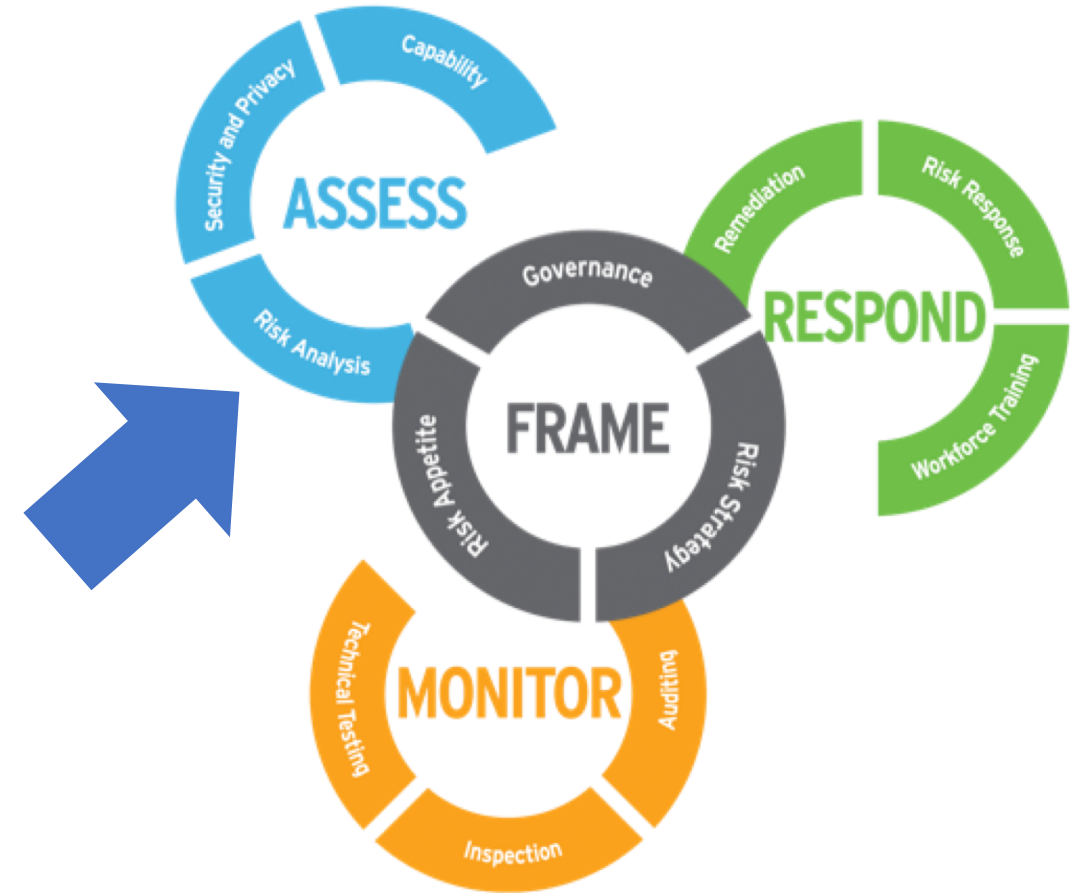 Capability
Security and Privacy
ASSESS
Risk Analysis
Remediation
Risk Response
RESPOND
Workforce Training
Governance
FRAME
Risk Appetite
Risk Strategy
Technical Testing
MONITOR
Auditing
Inspection